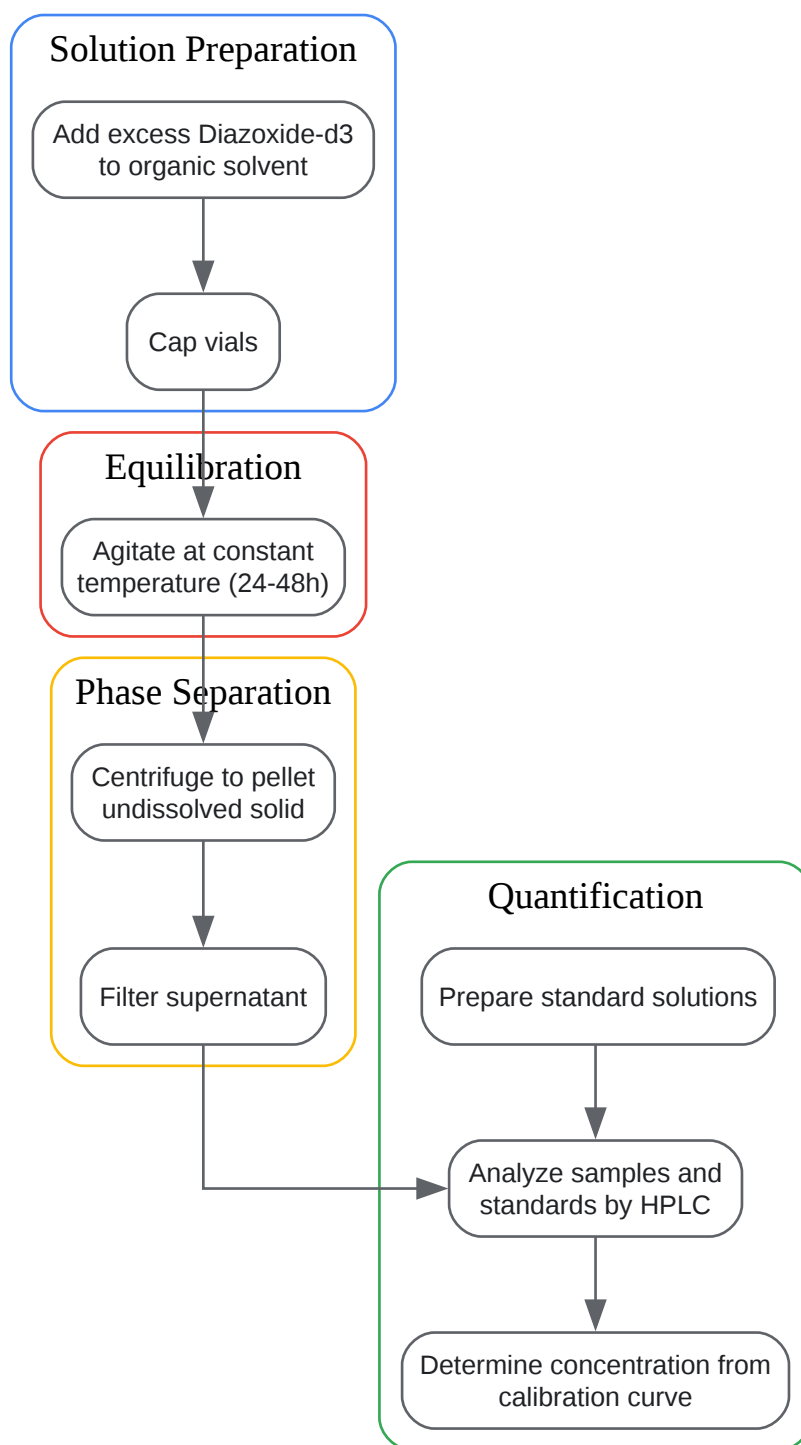 Solution Preparation
Add excess Diazoxide-d3
to organic solvent
Cap vials
Equilibration
Agitate at constant
temperature (24-48h)
Phase Separation
Centrifuge to pellet
undissolved solid
Filter supernatant
Quantification
Prepare standard solutions
Analyze samples and
standards by HPLC
Determine concentration from
calibration curve